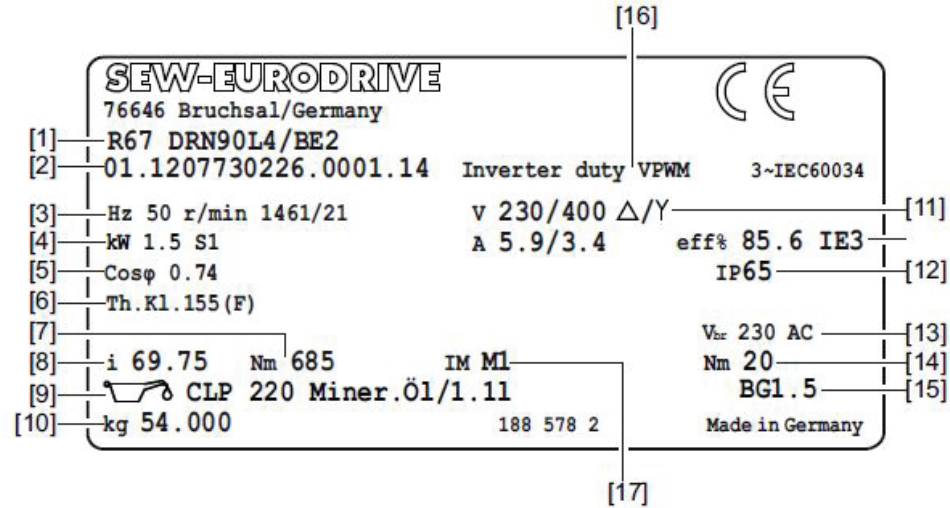 [16]
SEW-EURODRIVE CE
76646 Bruchsal/Germany
[1] R67 DRN90L4/BE2
[2] 01.1207730226.0001.14 Inverter duty VPWM 3~IEC60034
[3] Hz 50 r/min 1461/21 V 230/400 △/Y [11]
[4] kW 1.5 S1 A 5.9/3.4 eff% 85.6 IE3
[5] Cosφ 0.74 IP65 [12]
[6] Th.Kl.155(F)
[7] Vbr 230 AC [13]
[8] i 69.75 Nm 685 IM M1 Nm 20 [14]
[9] CLP 220 Miner.Öl/1.1l BG1.5 [15]
[10] kg 54.000 188 578 2 Made in Germany
[17]